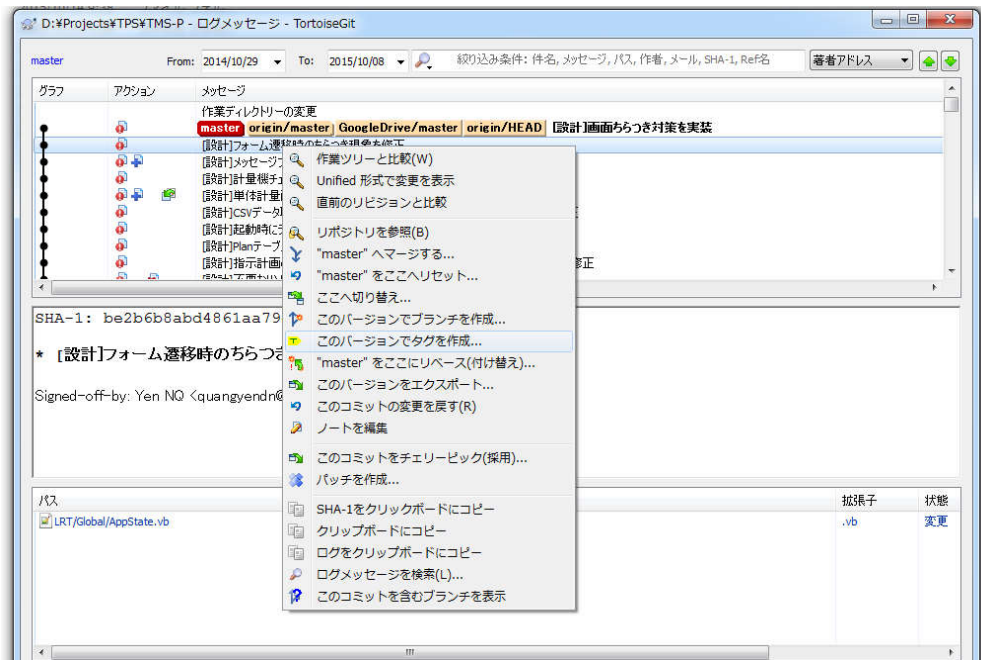 D:¥Projects¥TPS¥TMS-P - ログメッセージ - TortoiseGit
master From: 2014/10/29 To: 2015/10/08 絞り込み条件: 件名, メッセージ, パス, 作者, メール, SHA-1, Ref名 著者アドレス
グラフ アクション メッセージ
作業ディレクトリーの変更
master origin/master GoogleDrive/master origin/HEAD [設計]画面ちらつき対策を実装
[設計]フォーム遷移時のちらつき現象を修正
[設計]メッセージ
[設計]計量機チ
[設計]単体計量
[設計]CSVデータ
[設計]起動時に
[設計]Planテーブ
[設計]指示計画 修正
作業ツリーと比較(W)
Unified 形式で変更を表示
直前のリビジョンと比較
リポジトリを参照(B)
"master" へマージする...
"master" をここへリセット...
ここへ切り替え...
このバージョンでブランチを作成...
このバージョンでタグを作成...
"master" をここにリベース(付け替え)...
このバージョンをエクスポート...
このコミットの変更を戻す(R)
ノートを編集
このコミットをチェリーピック(採用)...
パッチを作成...
SHA-1をクリックボードにコピー
クリップボードにコピー
ログをクリップボードにコピー
ログメッセージを検索(L)...
このコミットを含むブランチを表示
SHA-1: be2b6b8abd4861aa79
* [設計]フォーム遷移時のちらつき
Signed-off-by: Yen NQ <quangyendn@
パス 拡張子 状態
LRT/Global/AppState.vb .vb 変更